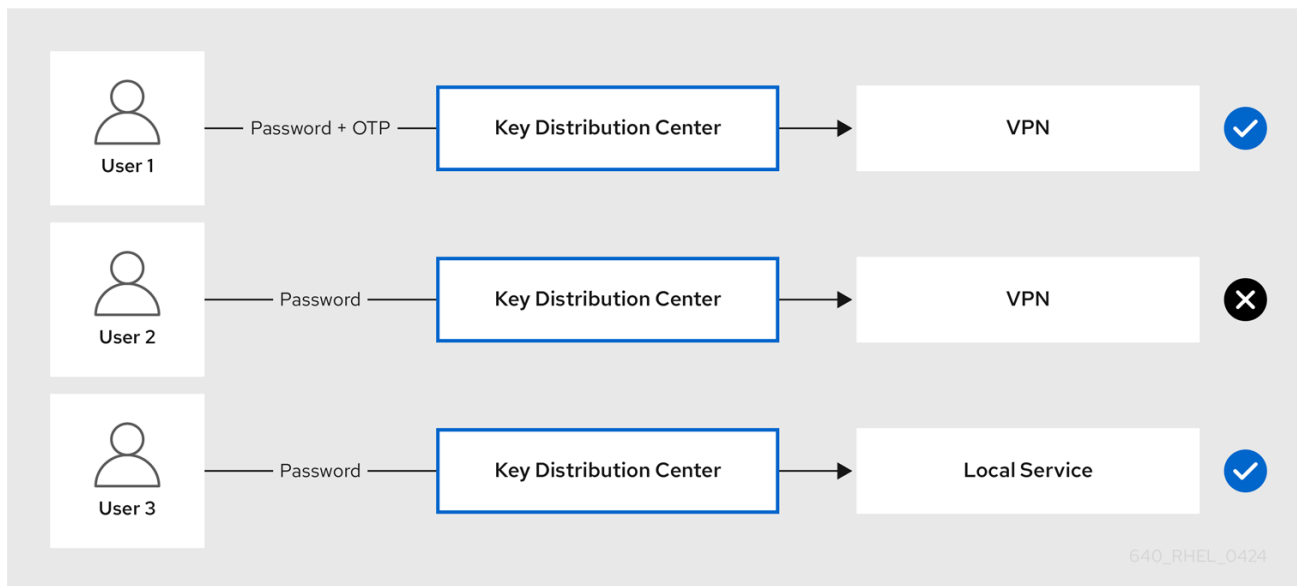 User 1
Password + OTP
Key Distribution Center
VPN
User 2
Password
Key Distribution Center
VPN
User 3
Password
Key Distribution Center
Local Service
640_RHEL_0424